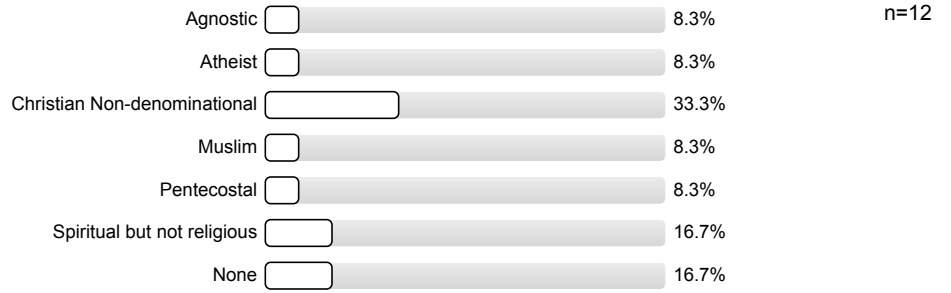 Agnostic 8.3% n=12
Atheist 8.3%
Christian Non-denominational 33.3%
Muslim 8.3%
Pentecostal 8.3%
Spiritual but not religious 16.7%
None 16.7%